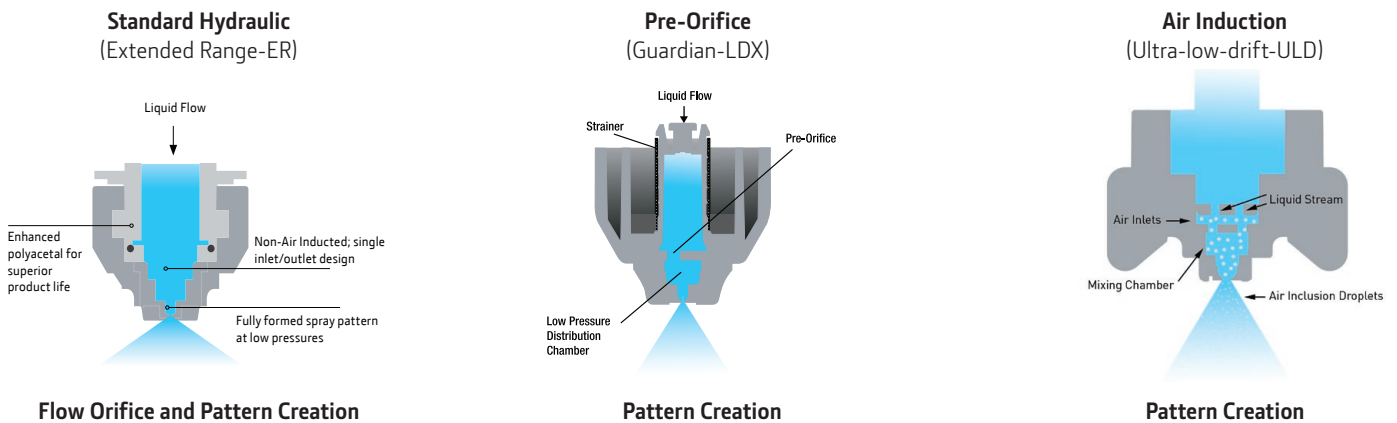 Standard Hydraulic
(Extended Range-ER)
Liquid Flow
Enhanced
polyacetal for
superior
product life
Non-Air Inducted; single
inlet/outlet design
Fully formed spray pattern
at low pressures
Flow Orifice and Pattern Creation
Pre-Orifice
(Guardian-LDX)
Liquid Flow
Strainer
Pre-Orifice
Low Pressure
Distribution
Chamber
Pattern Creation
Air Induction
(Ultra-low-drift-ULD)
Air Inlets
Liquid Stream
Mixing Chamber
Air Inclusion Droplets
Pattern Creation